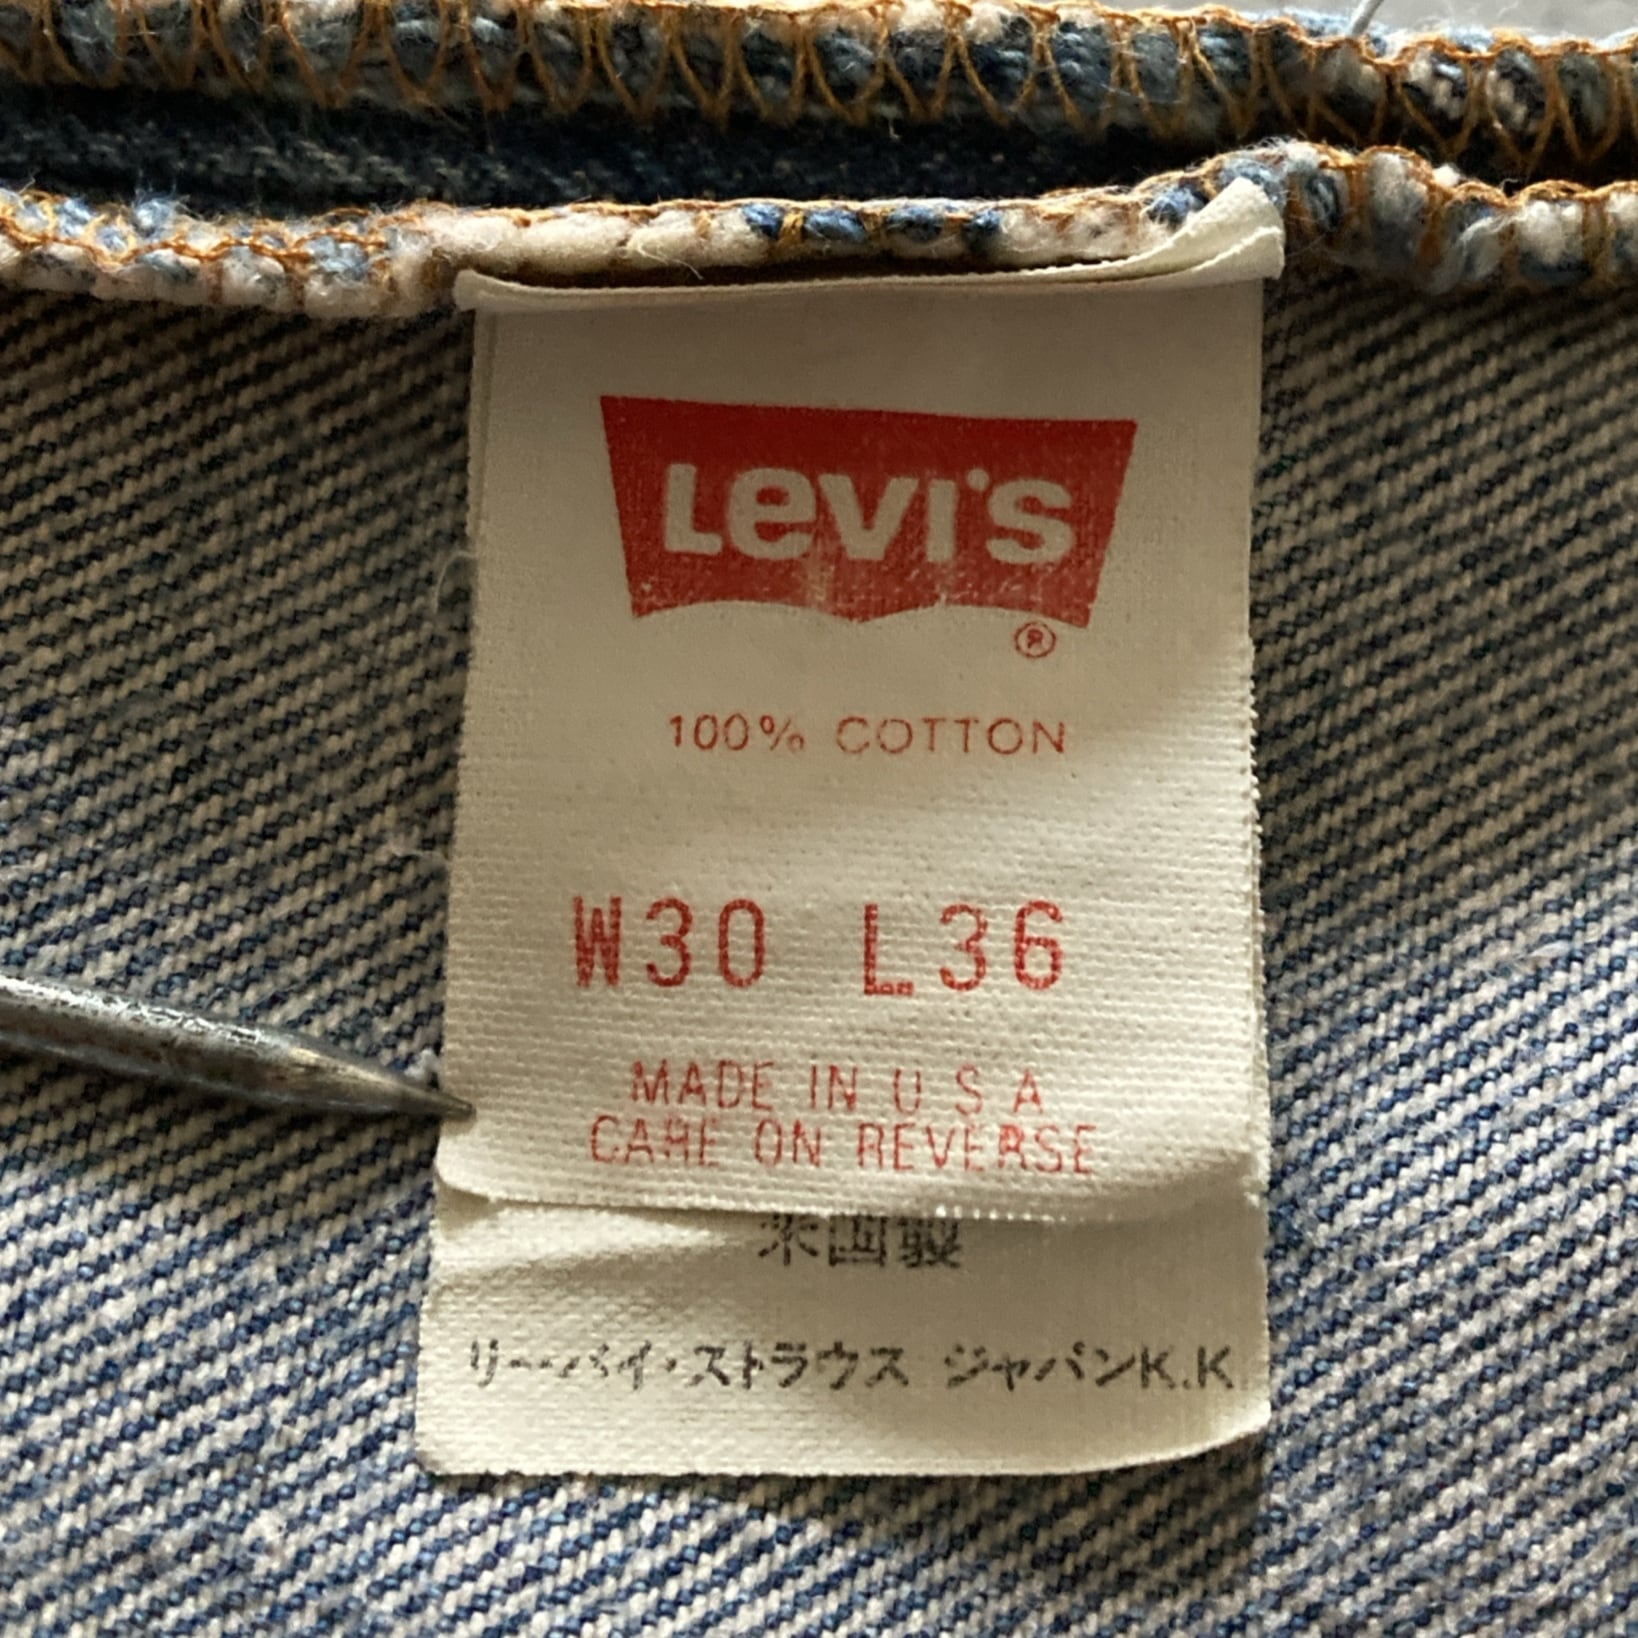 LEVI'S
®
100% COTTON
W30 L36
MADE IN U S A
CARE ON REVERSE
米国製
リーバイ・ストラウス ジャパンK.K.